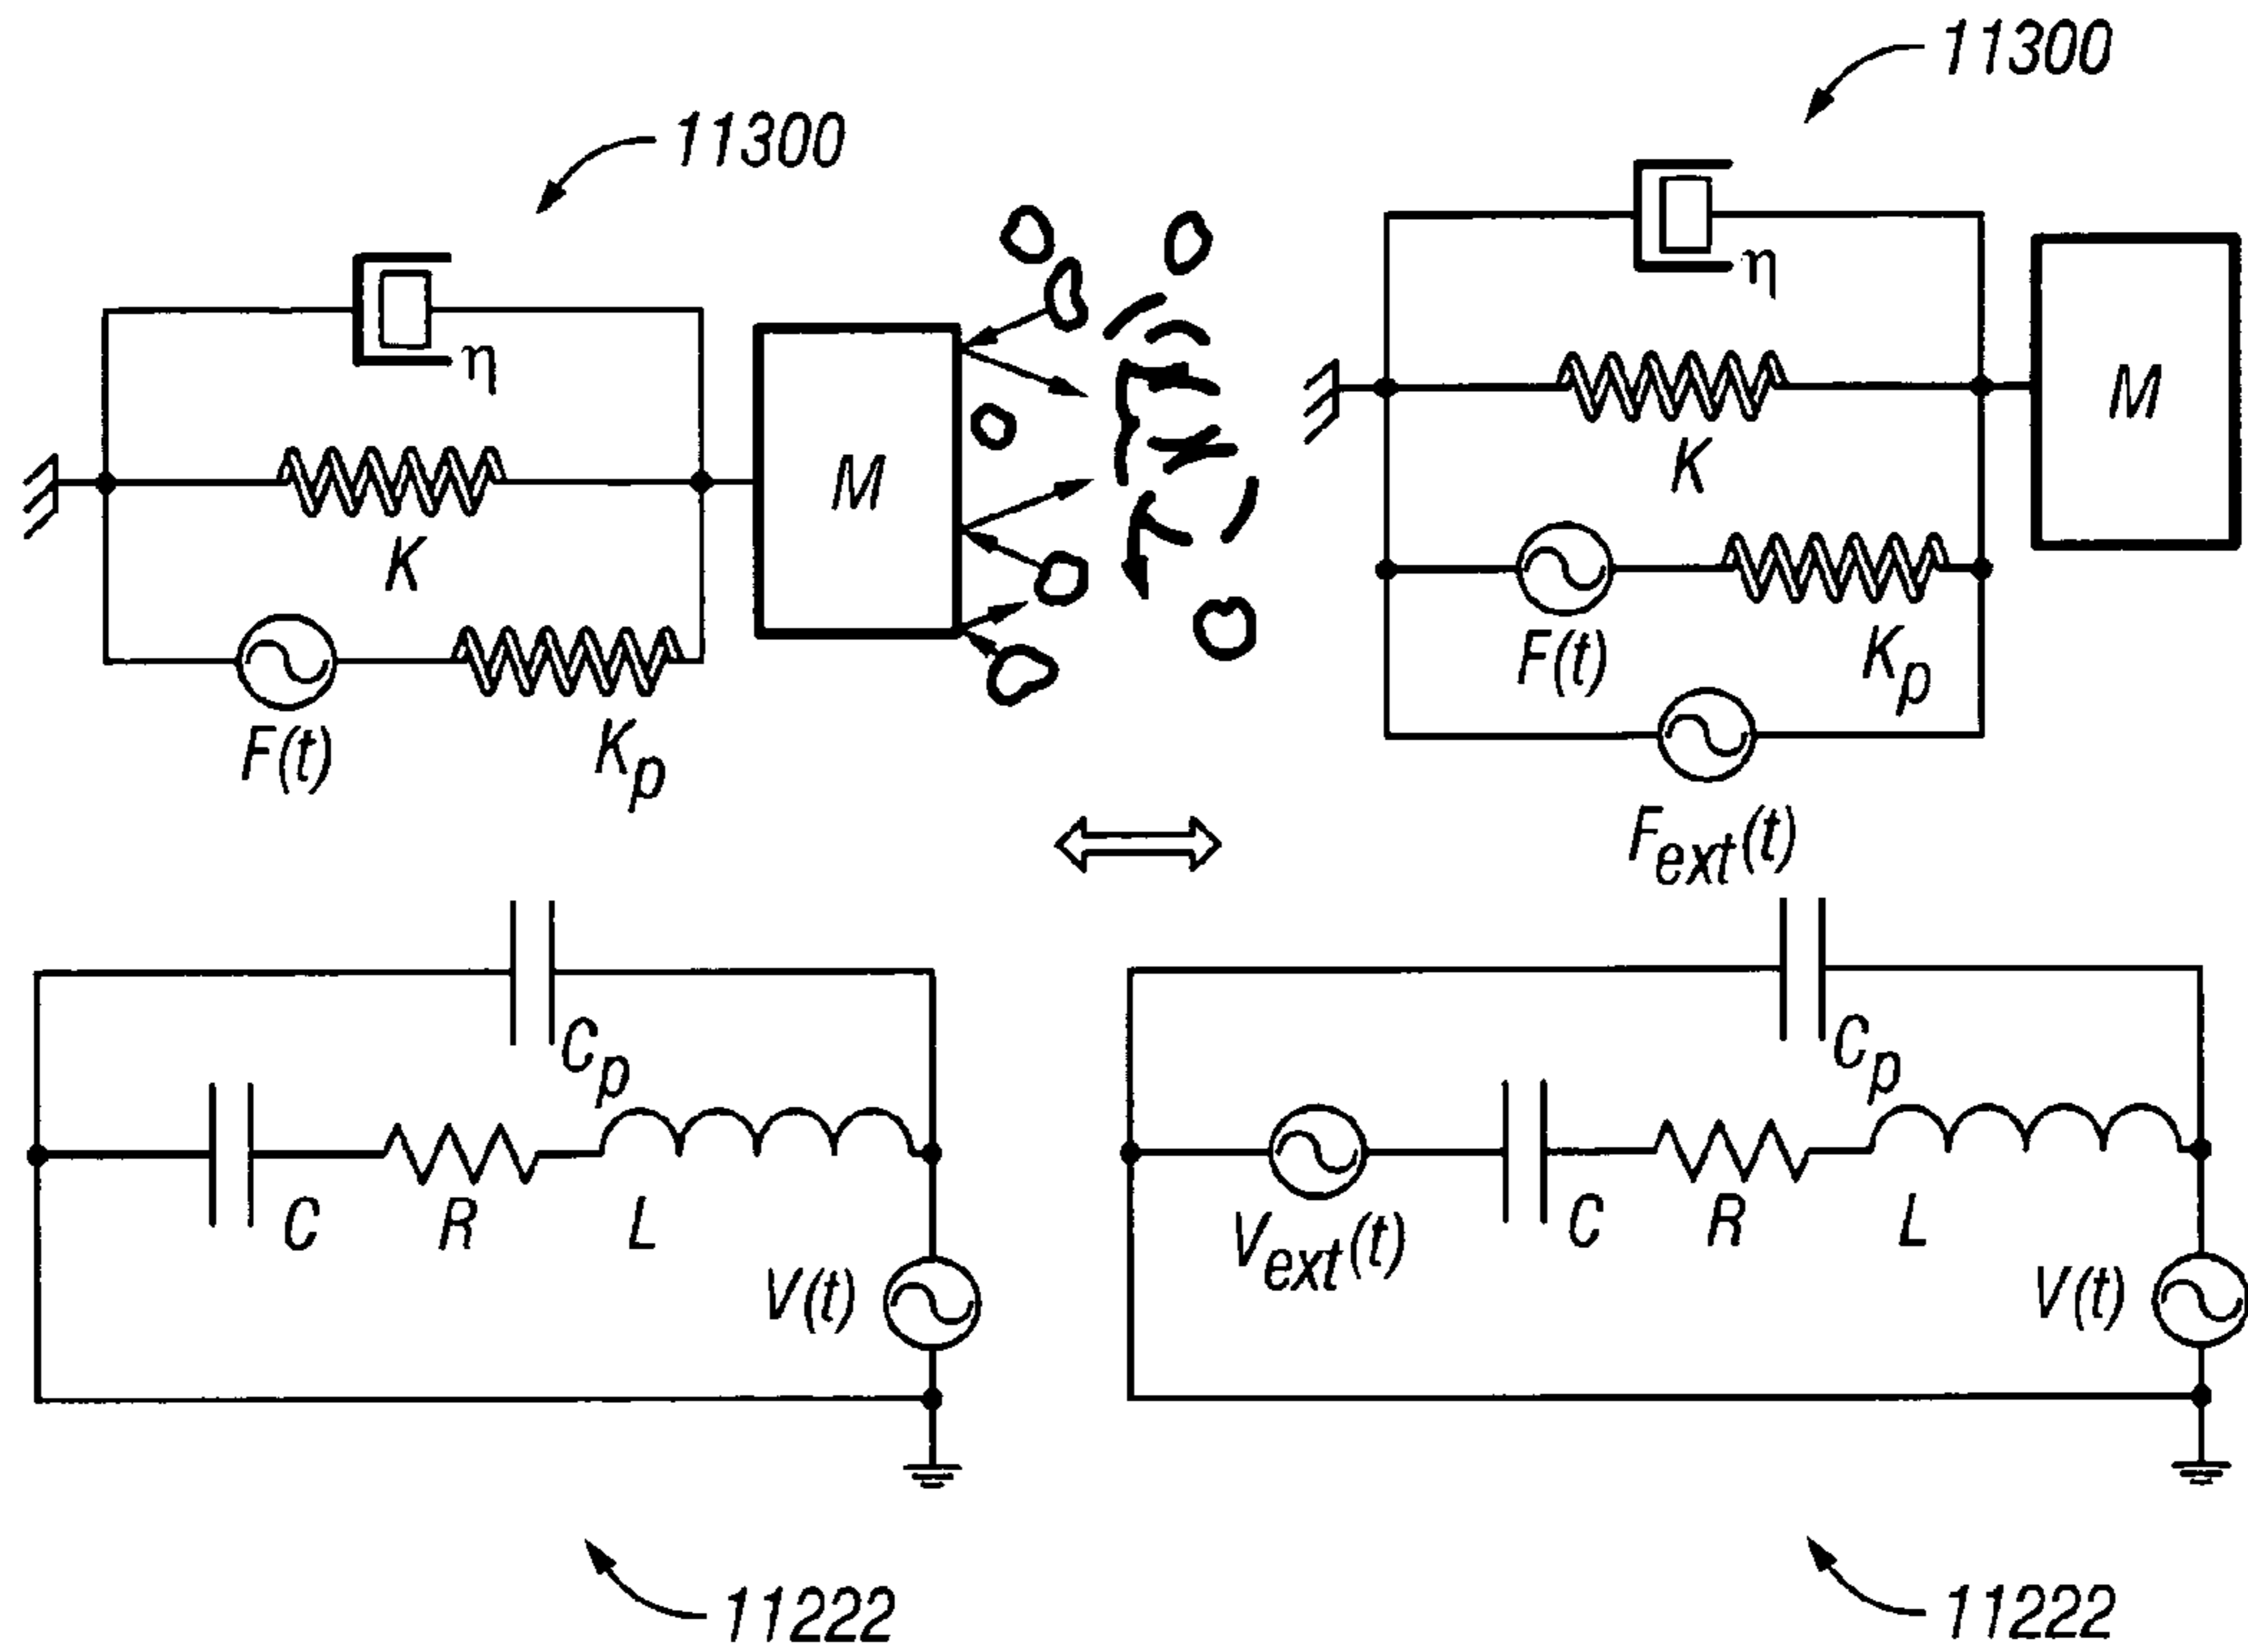 11300
11300
η
M
K
F(t)
Kp
η
M
K
F(t)
Kp
Fext(t)
Cp
C
R
L
V(t)
Cp
Vext(t)
C
R
L
V(t)
11222
11222